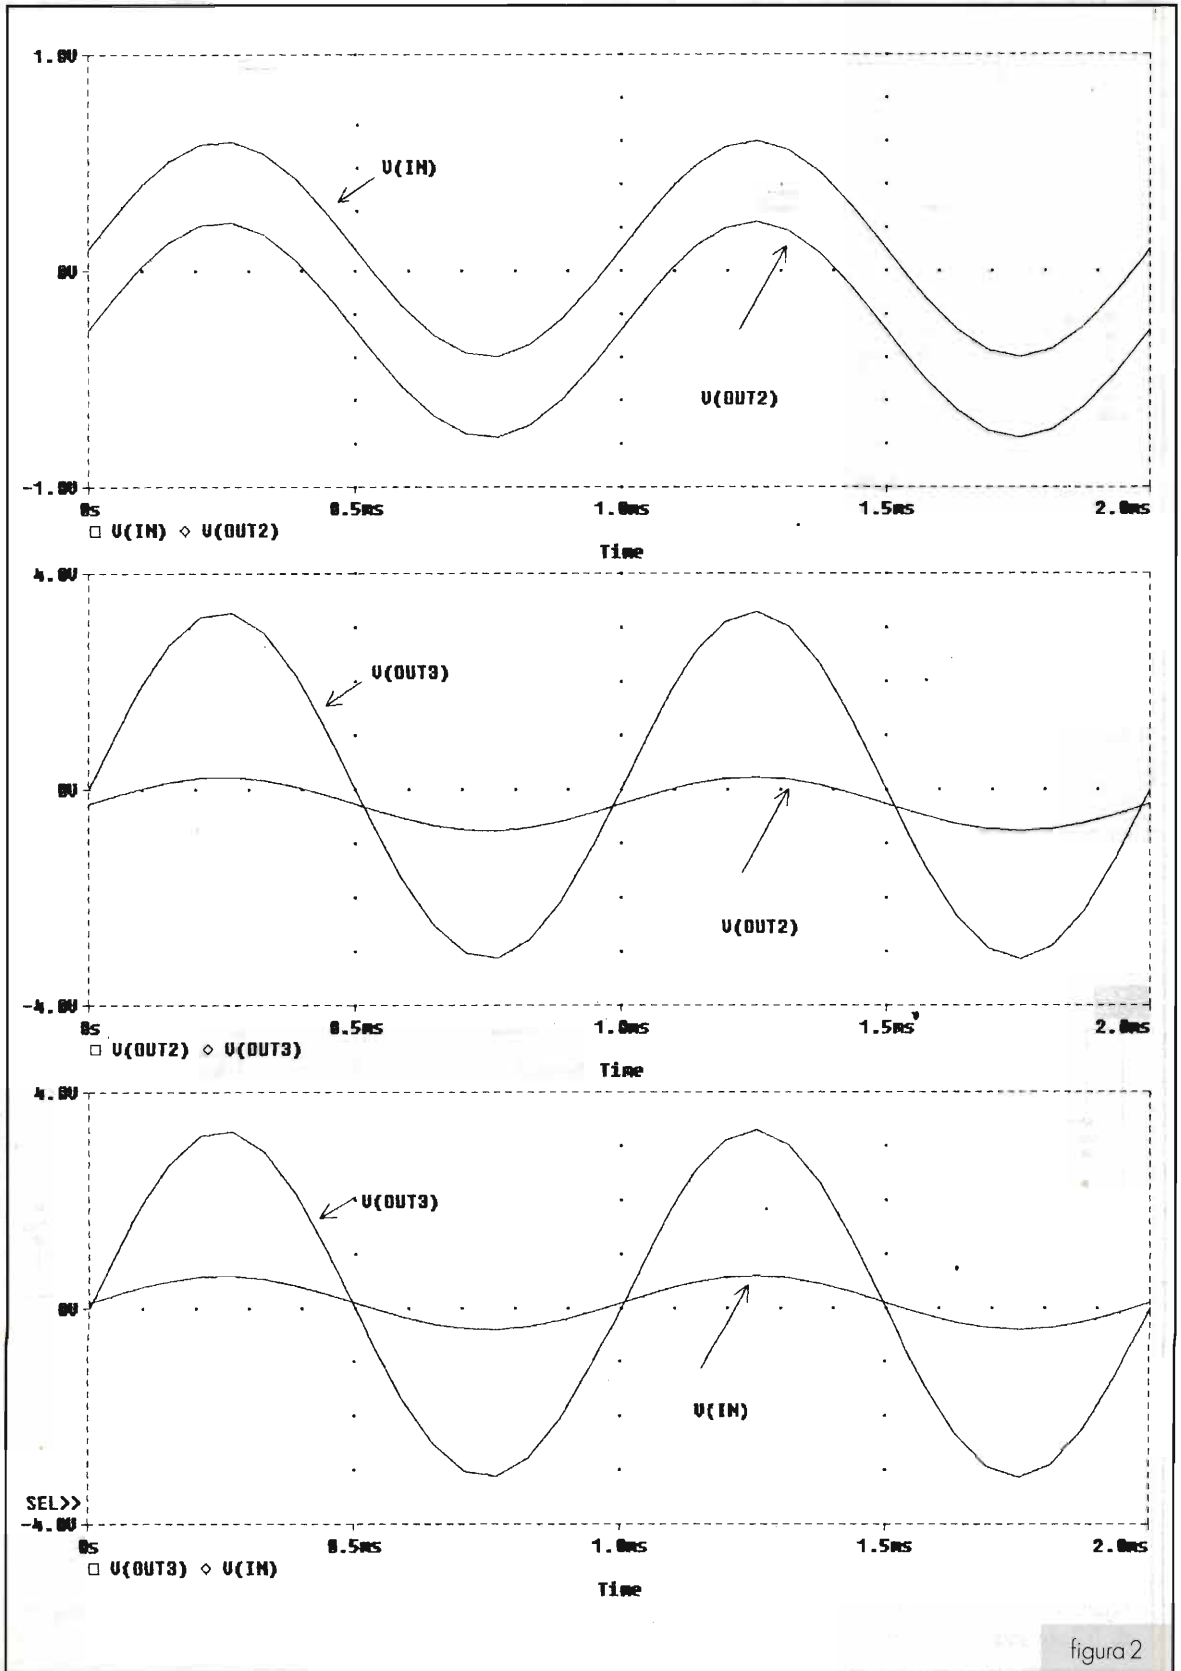 1.0V
V(IN)
0V
V(OUT2)
-1.0V
0s 0.5ms 1.0ms 1.5ms 2.0ms
□ V(IN) ◇ V(OUT2)
Time
4.0V
V(OUT3)
0V
V(OUT2)
-4.0V
0s 0.5ms 1.0ms 1.5ms 2.0ms
□ V(OUT2) ◇ V(OUT3)
Time
4.0V
V(OUT3)
0V
V(IN)
SEL>>
-4.0V
0s 0.5ms 1.0ms 1.5ms 2.0ms
□ V(OUT3) ◇ V(IN)
Time
figura 2